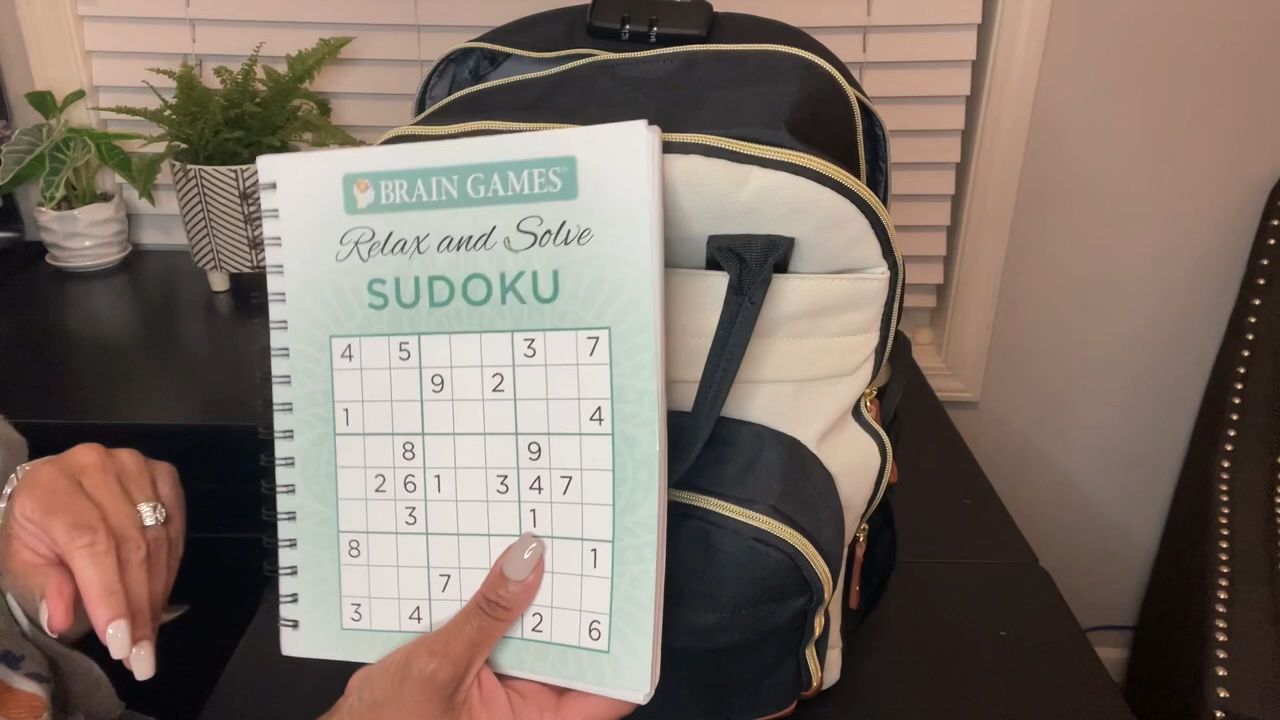 BRAIN GAMES
Relax and Solve
SUDOKU
4 5 3 7
9 2
1 4
8 9
2 6 1 3 4 7
3 1
8 1
7
3 4 2 6